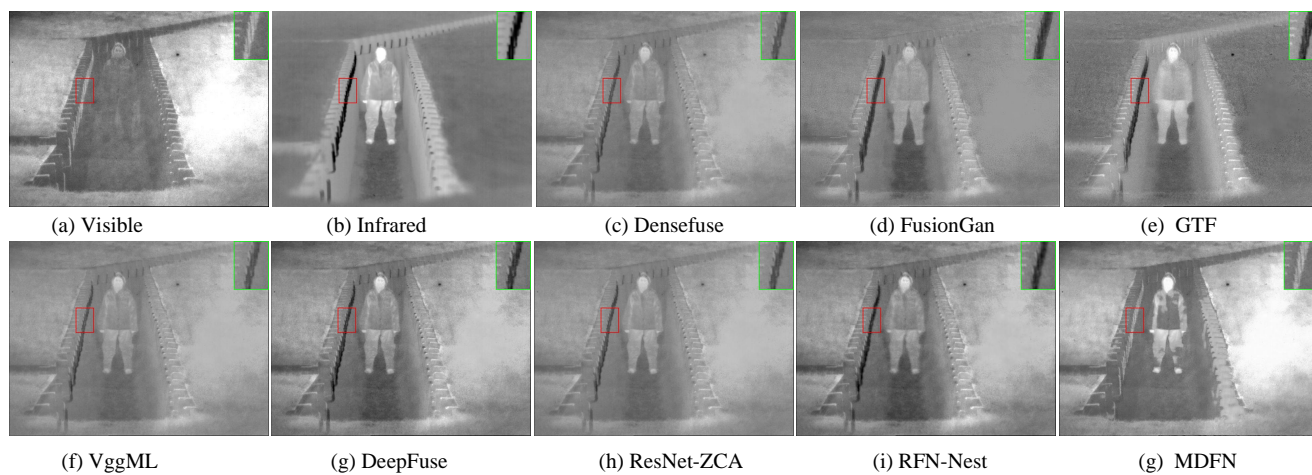 (a) Visible (b) Infrared (c) Densefuse (d) FusionGan (e) GTF
(f) VggML (g) DeepFuse (h) ResNet-ZCA (i) RFN-Nest (g) MDFN